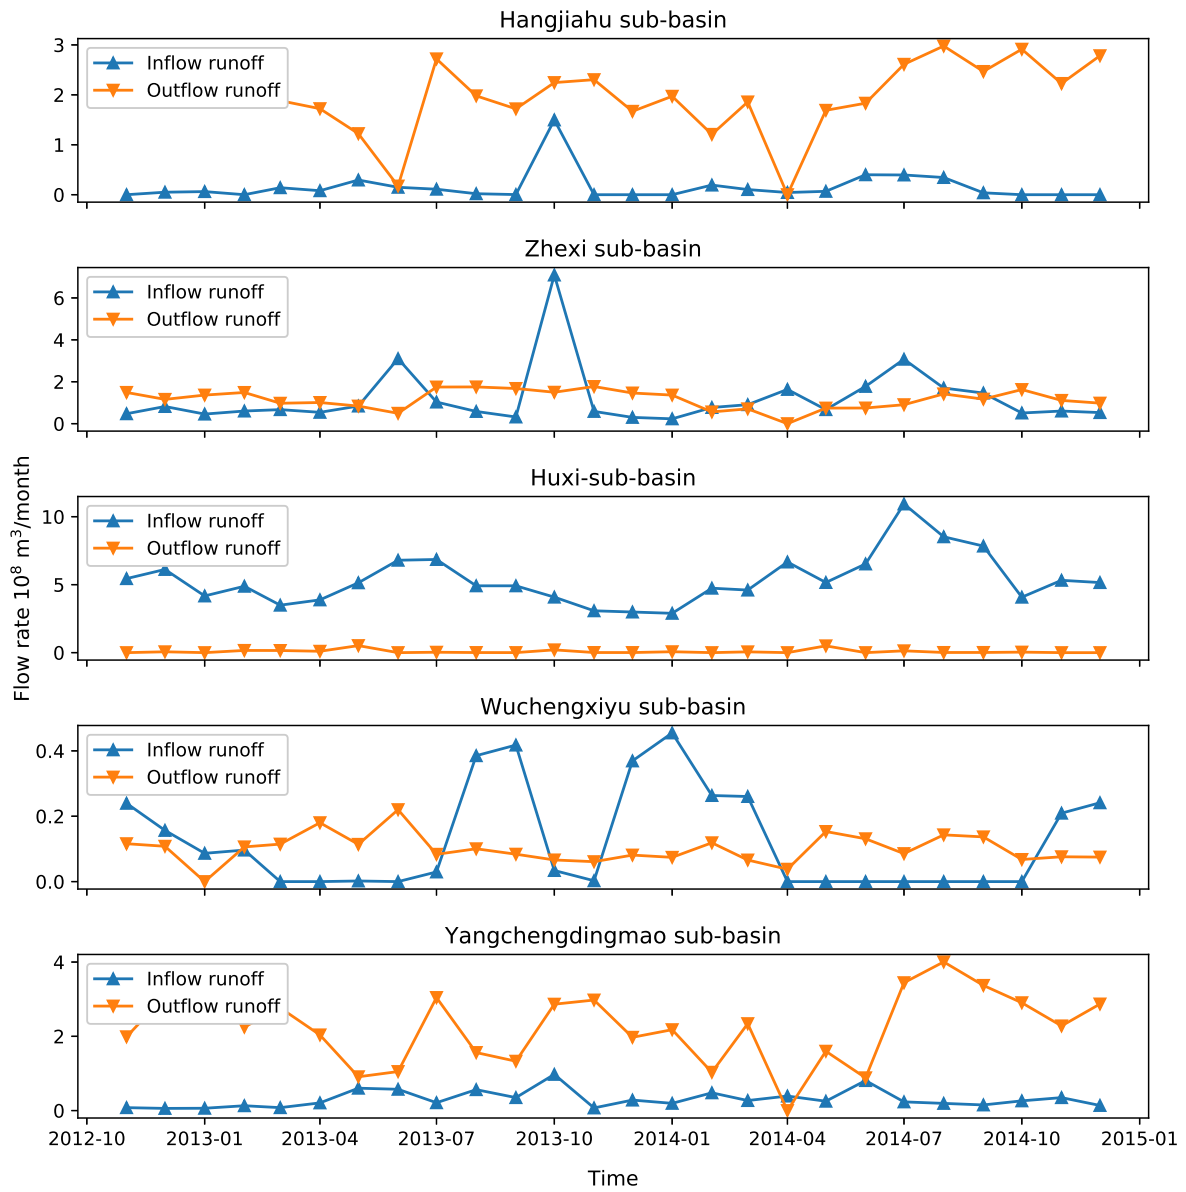 Hangjiahu sub-basin
3
2
1
0
Inflow runoff
Outflow runoff
Zhexi sub-basin
6
4
2
0
Inflow runoff
Outflow runoff
Huxi-sub-basin
10
5
0
Inflow runoff
Outflow runoff
Flow rate 10⁸ m³/month
Wuchengxiyu sub-basin
0.4
0.2
0.0
Inflow runoff
Outflow runoff
Yangchengdingmao sub-basin
4
2
0
Inflow runoff
Outflow runoff
2012-10 2013-01 2013-04 2013-07 2013-10 2014-01 2014-04 2014-07 2014-10 2015-01
Time